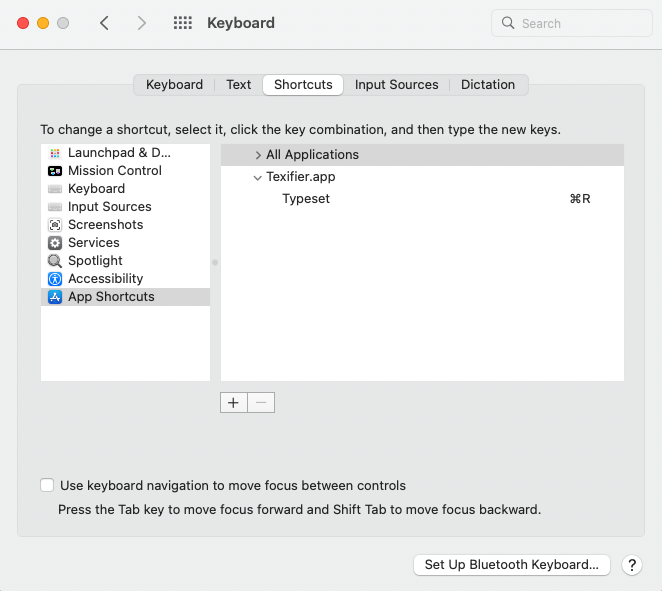 Keyboard
Search
Keyboard Text Shortcuts Input Sources Dictation
To change a shortcut, select it, click the key combination, and then type the new keys.
Launchpad & D...
Mission Control
Keyboard
Input Sources
Screenshots
Services
Spotlight
Accessibility
App Shortcuts
All Applications
Texifier.app
Typeset ⌘R
+ −
Use keyboard navigation to move focus between controls
Press the Tab key to move focus forward and Shift Tab to move focus backward.
Set Up Bluetooth Keyboard... ?